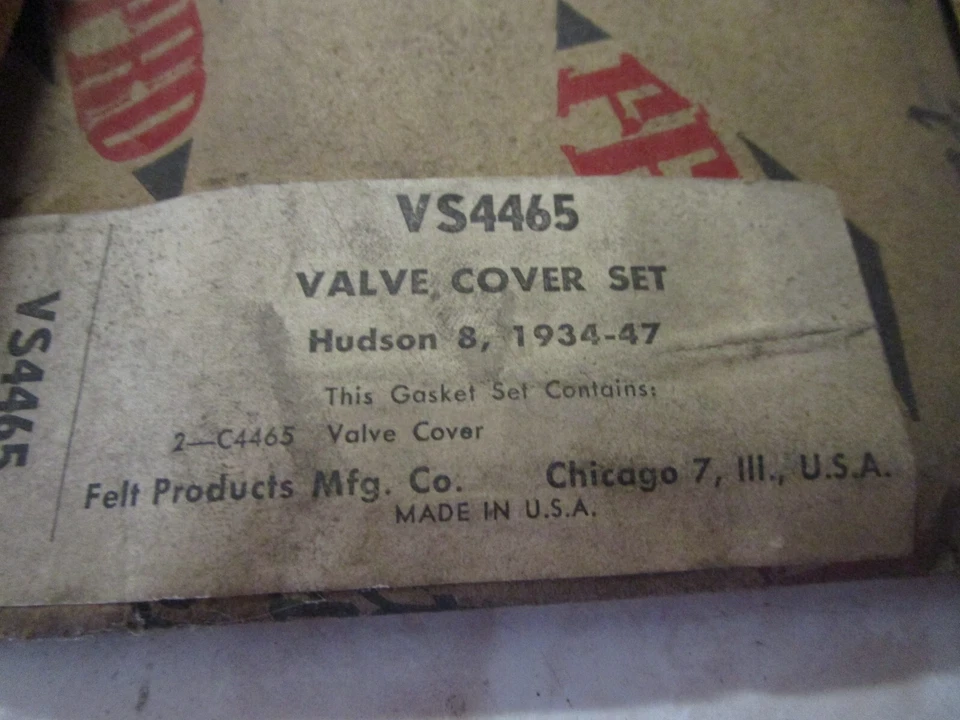 VS4465
VALVE COVER SET
Hudson 8, 1934-47
This Gasket Set Contains:
2—C4465 Valve Cover
Felt Products Mfg. Co. Chicago 7, Ill., U.S.A.
MADE IN U.S.A.
VS4465